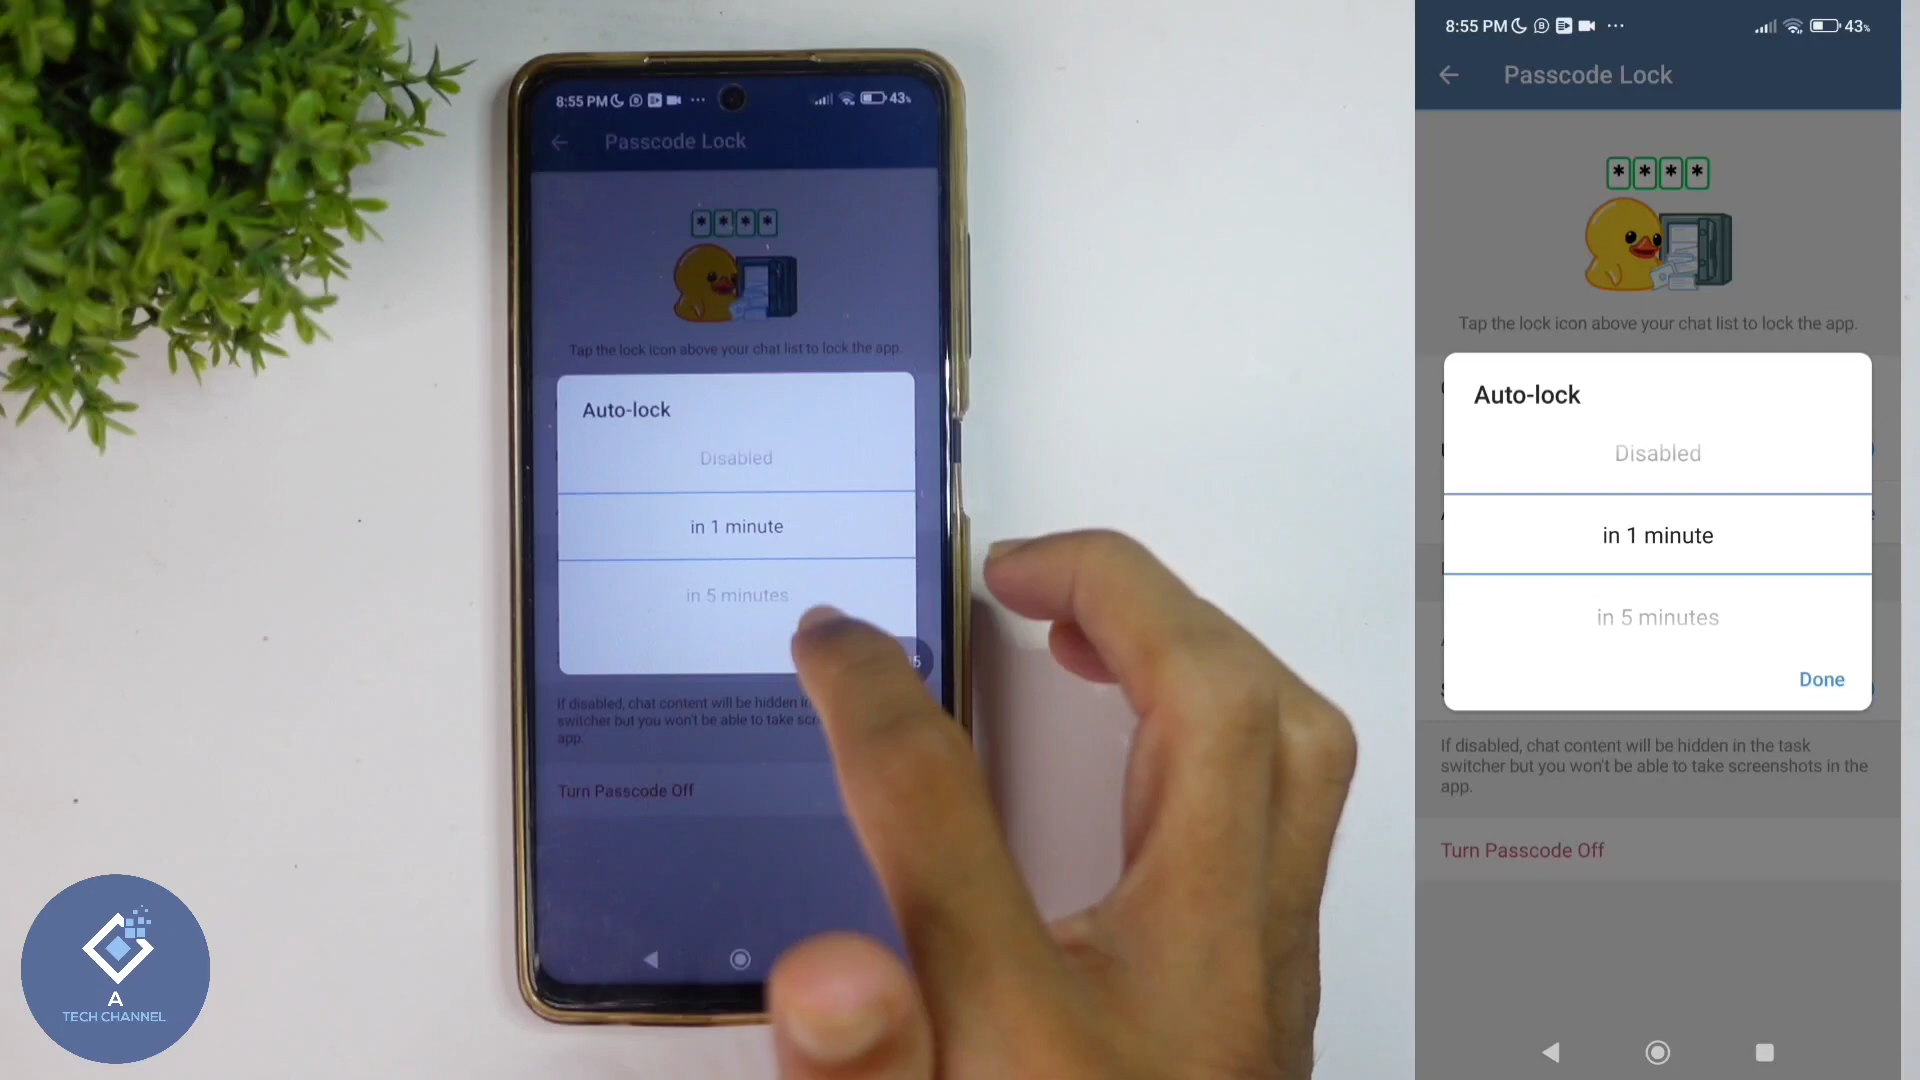 8:55 PM
43%
Passcode Lock
* * * *
Tap the lock icon above your chat list to lock the app.
Auto-lock
Disabled
in 1 minute
in 5 minutes
If disabled, chat content will be hidden
switcher but you won't be able to take
app.
Turn Passcode Off
A
TECH CHANNEL
8:55 PM
43%
Passcode Lock
* * * *
Tap the lock icon above your chat list to lock the app.
Auto-lock
Disabled
in 1 minute
in 5 minutes
Done
If disabled, chat content will be hidden in the task
switcher but you won't be able to take screenshots in the
app.
Turn Passcode Off